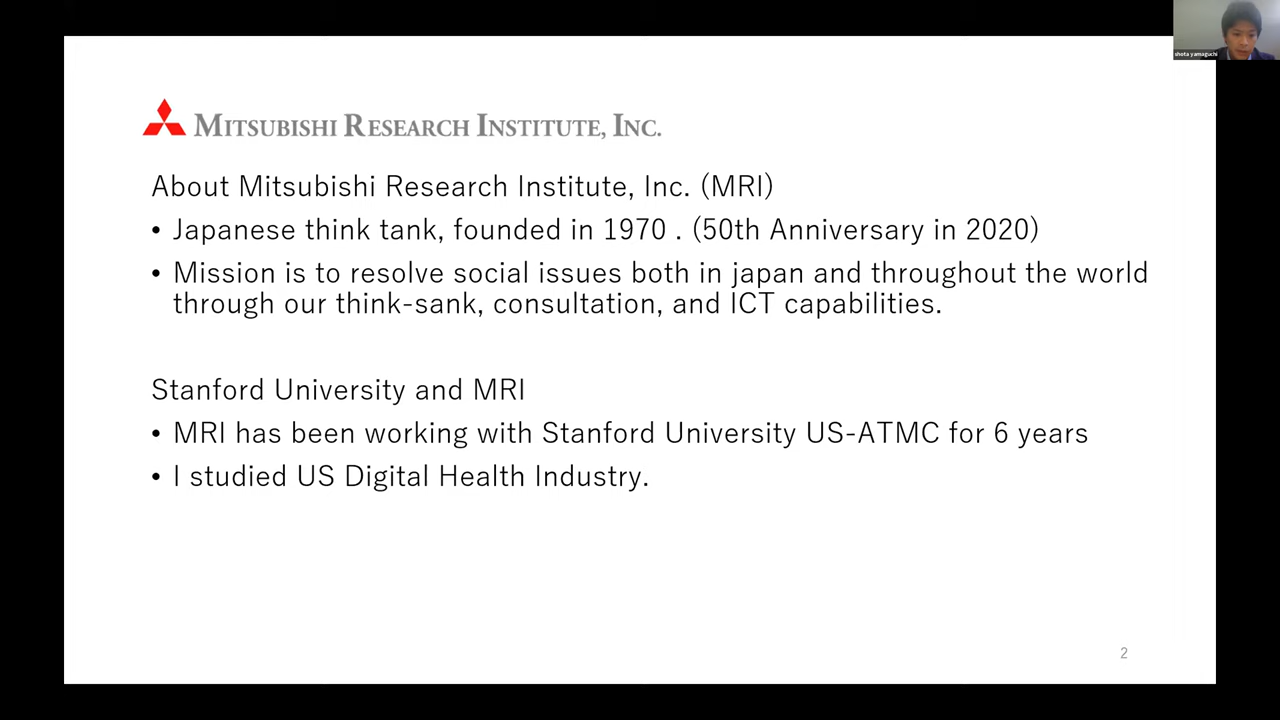 shota yamaguchi
MITSUBISHI RESEARCH INSTITUTE, INC.
About Mitsubishi Research Institute, Inc. (MRI)
• Japanese think tank, founded in 1970 . (50th Anniversary in 2020)
• Mission is to resolve social issues both in japan and throughout the world
through our think-sank, consultation, and ICT capabilities.
Stanford University and MRI
• MRI has been working with Stanford University US-ATMC for 6 years
• I studied US Digital Health Industry.
2